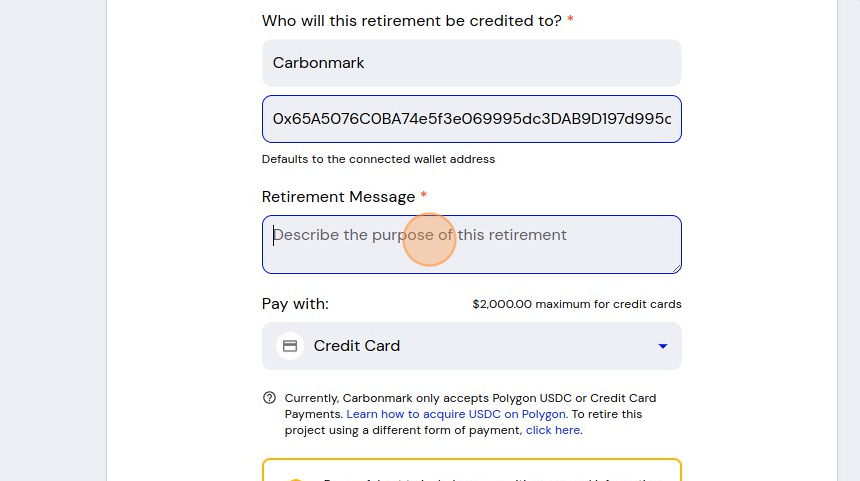 Who will this retirement be credited to? *
Carbonmark
0x65A5076C0BA74e5f3e069995dc3DAB9D197d995c
Defaults to the connected wallet address
Retirement Message *
Describe the purpose of this retirement
Pay with:
$2,000.00 maximum for credit cards
Credit Card
Currently, Carbonmark only accepts Polygon USDC or Credit Card
Payments. Learn how to acquire USDC on Polygon. To retire this
project using a different form of payment, click here.